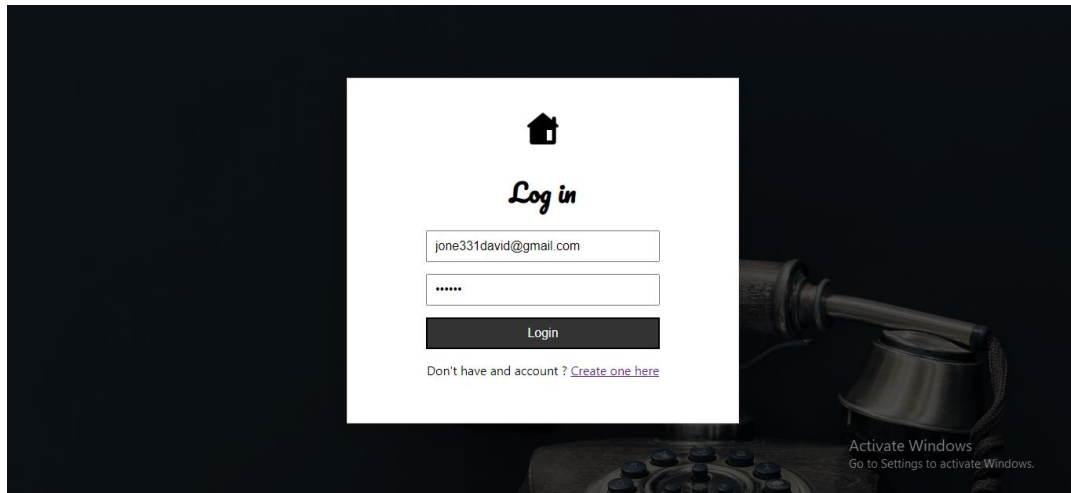 Log in
jone331david@gmail.com
••••••
Login
Don't have and account ? Create one here
Activate Windows
Go to Settings to activate Windows.